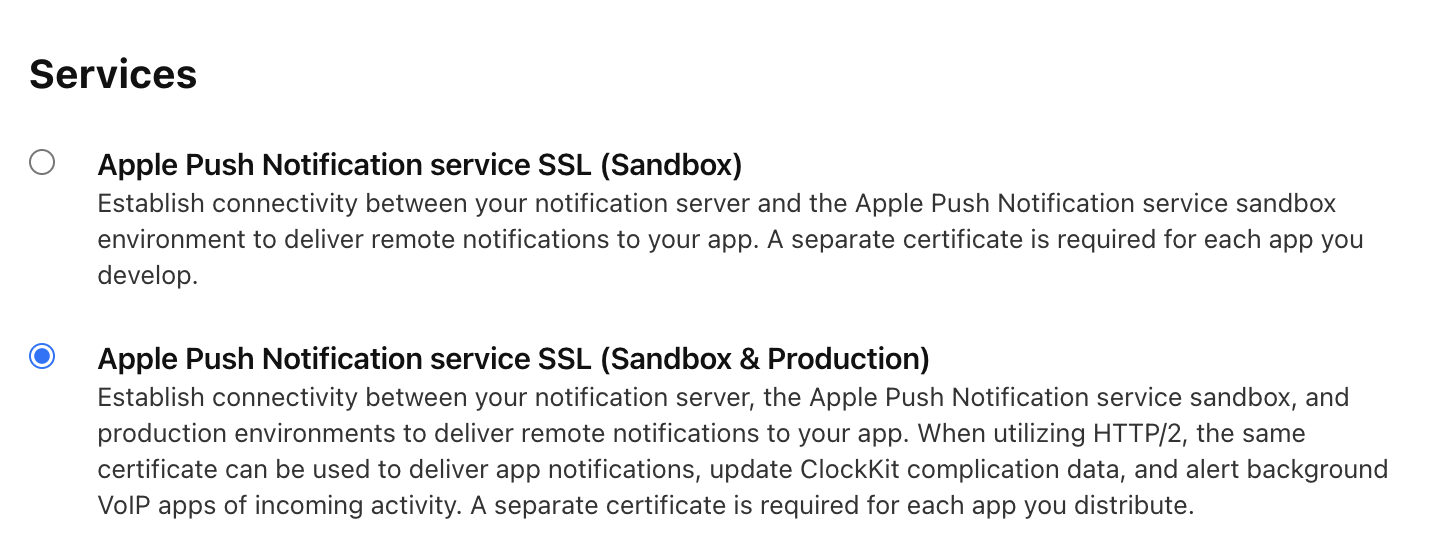 Services
Apple Push Notification service SSL (Sandbox)
Establish connectivity between your notification server and the Apple Push Notification service sandbox
environment to deliver remote notifications to your app. A separate certificate is required for each app you
develop.
Apple Push Notification service SSL (Sandbox & Production)
Establish connectivity between your notification server, the Apple Push Notification service sandbox, and
production environments to deliver remote notifications to your app. When utilizing HTTP/2, the same
certificate can be used to deliver app notifications, update ClockKit complication data, and alert background
VoIP apps of incoming activity. A separate certificate is required for each app you distribute.